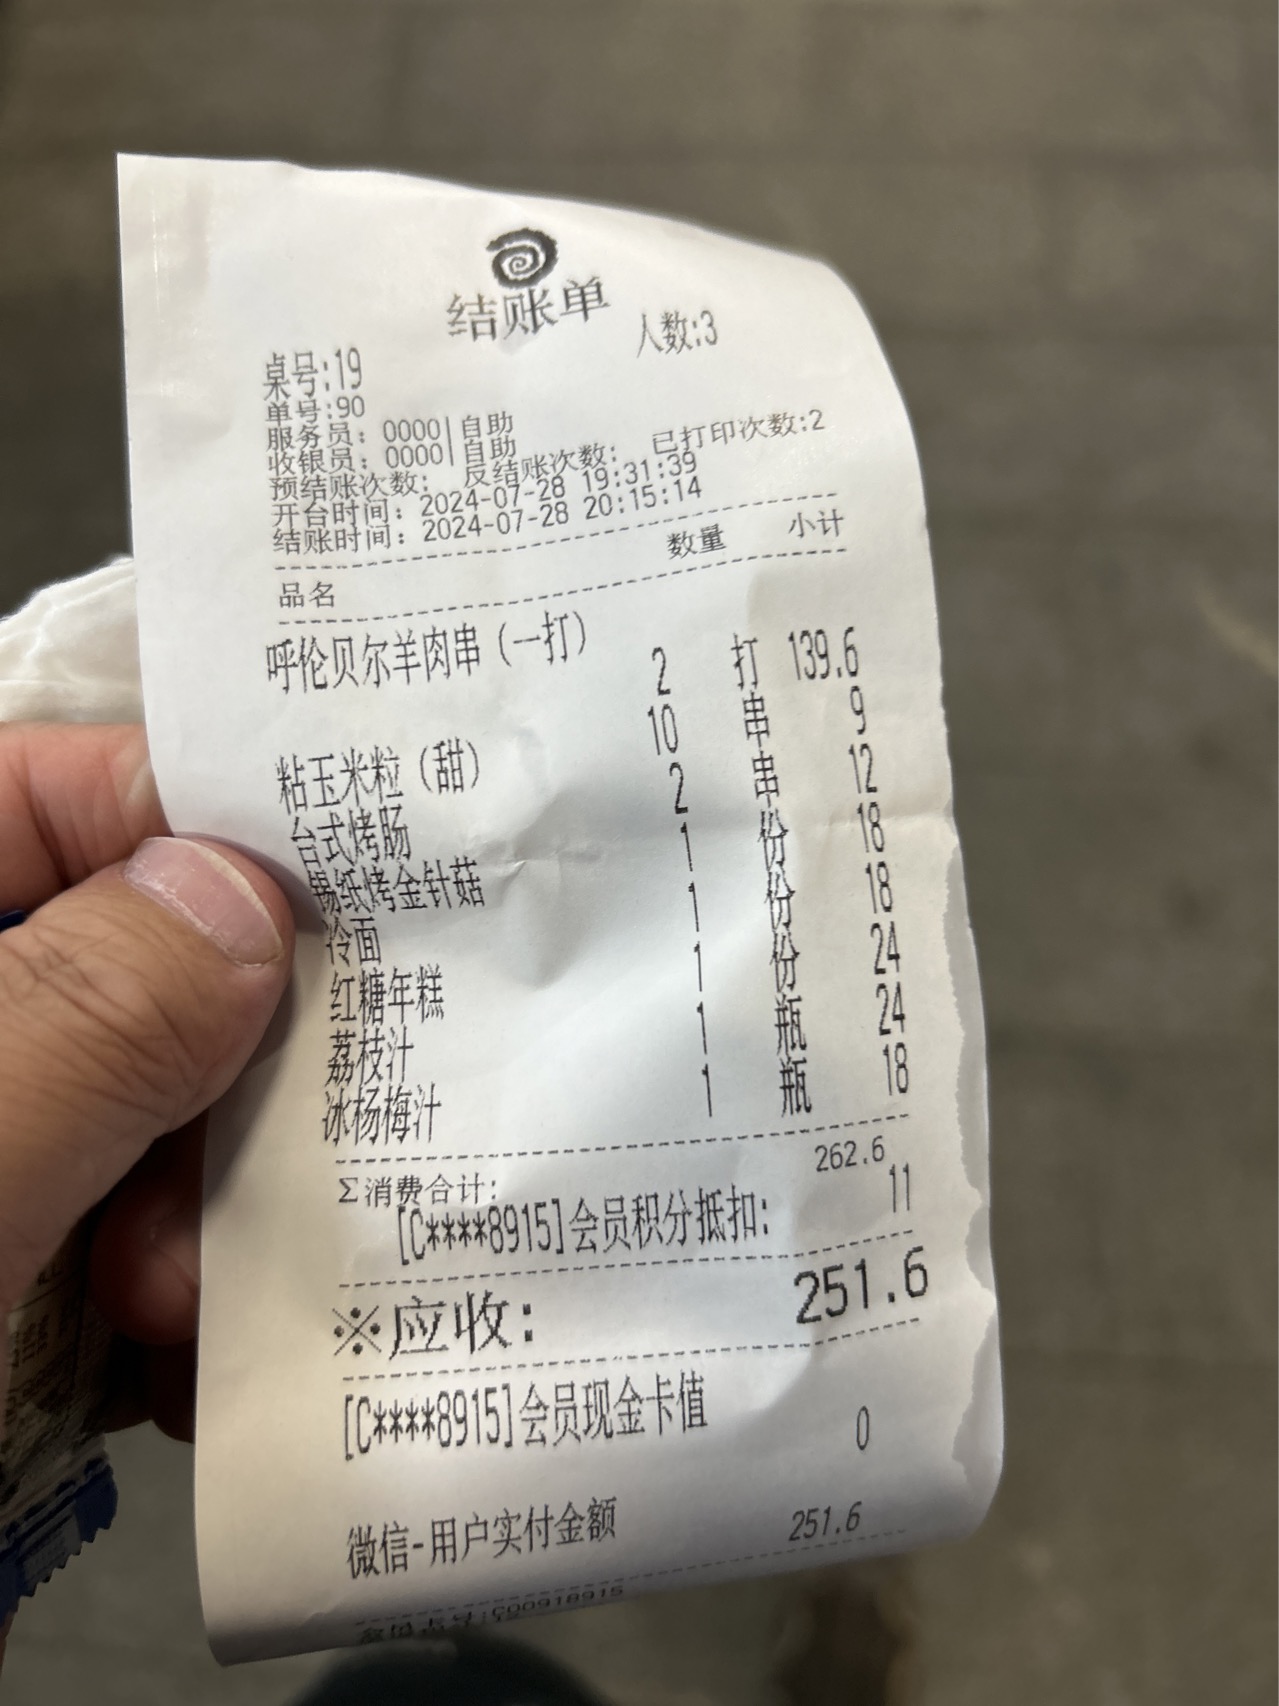 结账单
人数:3
桌号:19
单号:90
服务员: 0000|自助
收银员: 0000|自助
预结账次数: 反结账次数: 已打印次数:2
开台时间: 2024-07-28 19:31:39
结账时间: 2024-07-28 20:15:14
品名 数量 小计
呼伦贝尔羊肉串(一打)
2 打 139.6
10 串 9
粘玉米粒(甜)
2 串 12
台式烤肠
1 份 18
锡纸烤金针菇
1 份 18
冷面
1 份 24
红糖年糕
1 瓶 24
荔枝汁
1 瓶 18
冰杨梅汁
Σ消费合计: 262.6
[C****8915]会员积分抵扣: 11
※应收: 251.6
[C****8915]会员现金卡值
0
微信-用户实付金额 251.6
:C00918915